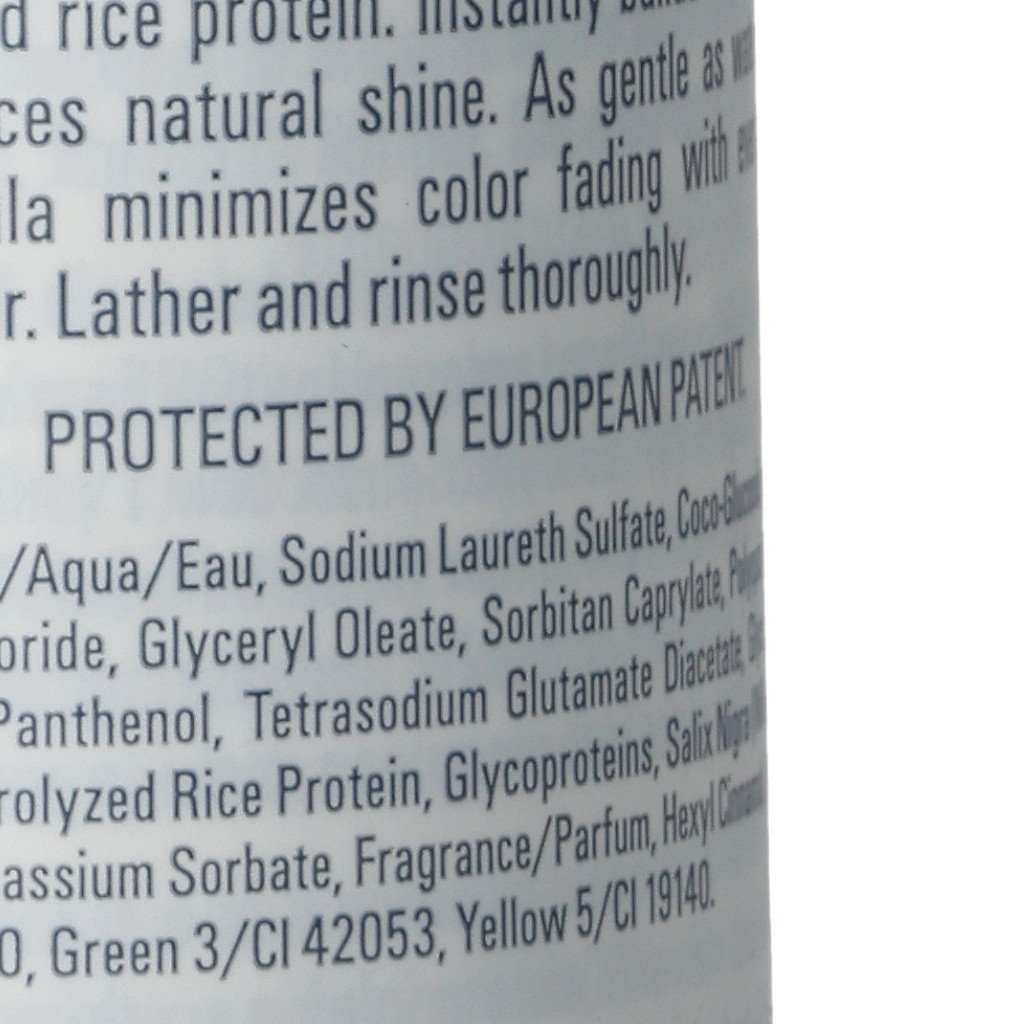 d rice protein. Instantly
ces natural shine. As gentle as
la minimizes color fading with
r. Lather and rinse thoroughly.
PROTECTED BY EUROPEAN PATENT.
/Aqua/Eau, Sodium Laureth Sulfate,
oride, Glyceryl Oleate, Sorbitan Caprylate,
Panthenol, Tetrasodium Glutamate Diacetate,
rolyzed Rice Protein, Glycoproteins, Salix Nigra
assium Sorbate, Fragrance/Parfum, Hexyl
0, Green 3/CI 42053, Yellow 5/CI 19140.